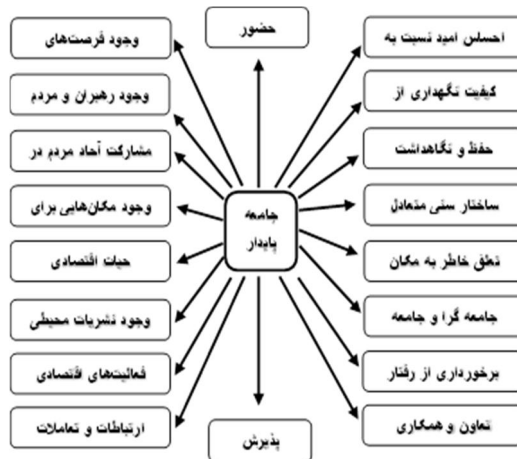 حضور
احساس امید نسبت به
کیفیت نگهداری از
حفظ و نگاهداشت
ساختار سنی متعادل
تعلق خاطر به مکان
جامعه گرا و جامعه
برخورداری از رفتار
تعاون و همکاری
جامعه
پایدار
وجود فرصت‌های
وجود رهبران و مردم
مشارکت آحاد مردم در
وجود مکان‌هایی برای
حیات اقتصادی
وجود نشریات محیطی
فعالیت‌های اقتصادی
ارتباطات و تعاملات
پذیرش